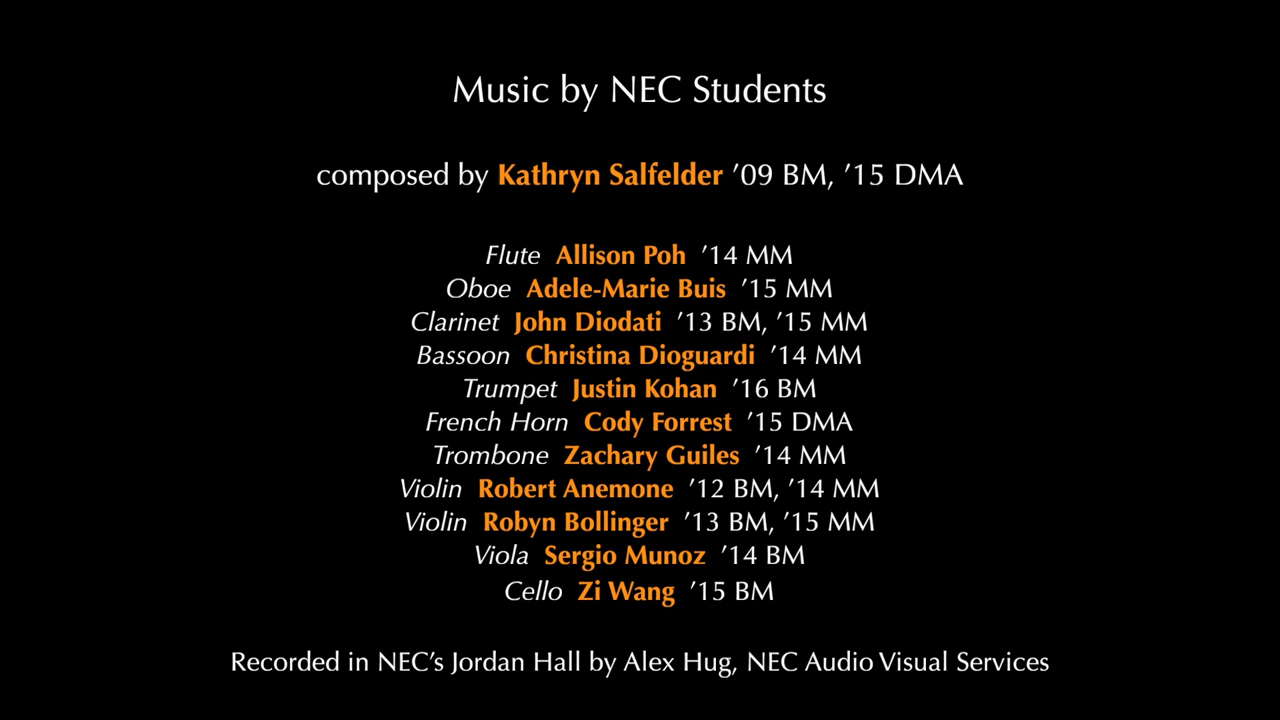 Music by NEC Students
composed by Kathryn Salfelder ’09 BM, ’15 DMA
Flute Allison Poh ’14 MM
Oboe Adele-Marie Buis ’15 MM
Clarinet John Diodati ’13 BM, ’15 MM
Bassoon Christina Dioguardi ’14 MM
Trumpet Justin Kohan ’16 BM
French Horn Cody Forrest ’15 DMA
Trombone Zachary Guiles ’14 MM
Violin Robert Anemone ’12 BM, ’14 MM
Violin Robyn Bollinger ’13 BM, ’15 MM
Viola Sergio Munoz ’14 BM
Cello Zi Wang ’15 BM
Recorded in NEC’s Jordan Hall by Alex Hug, NEC Audio Visual Services